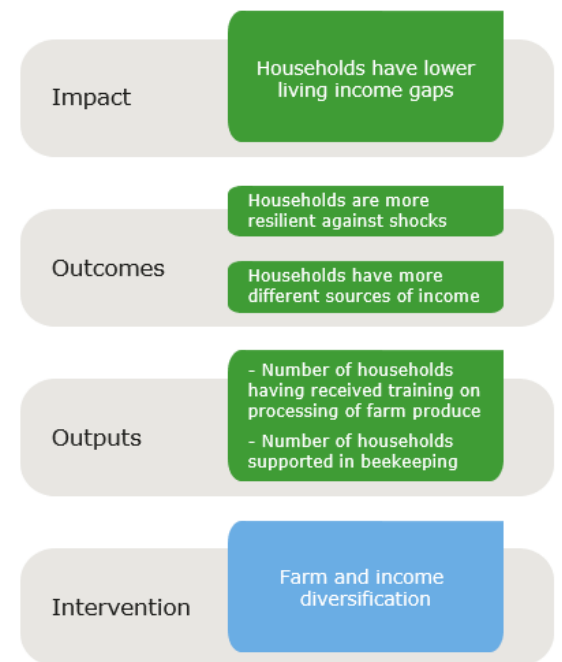 Impact
Households have lower
living income gaps
Outcomes
Households are more
resilient against shocks
Households have more
different sources of income
Outputs
- Number of households
having received training on
processing of farm produce
- Number of households
supported in beekeeping
Intervention
Farm and income
diversification